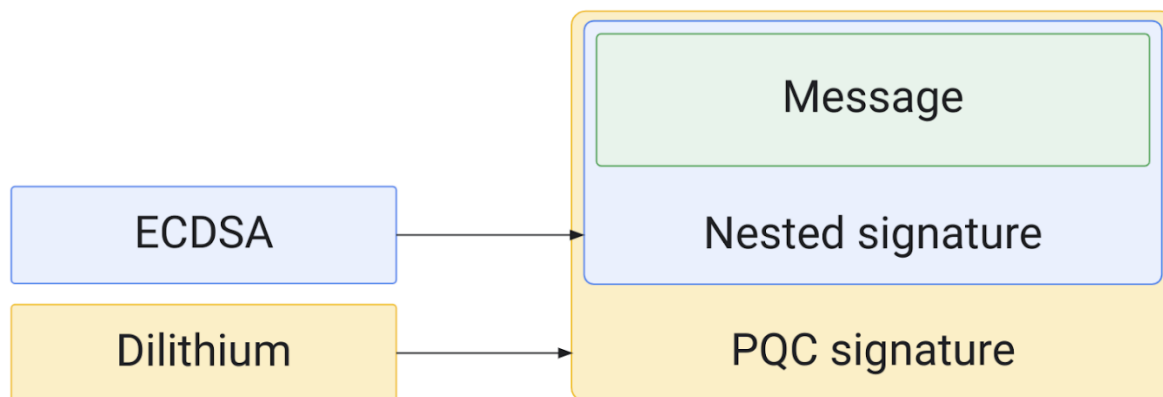 Message
ECDSA
Nested signature
Dilithium
PQC signature